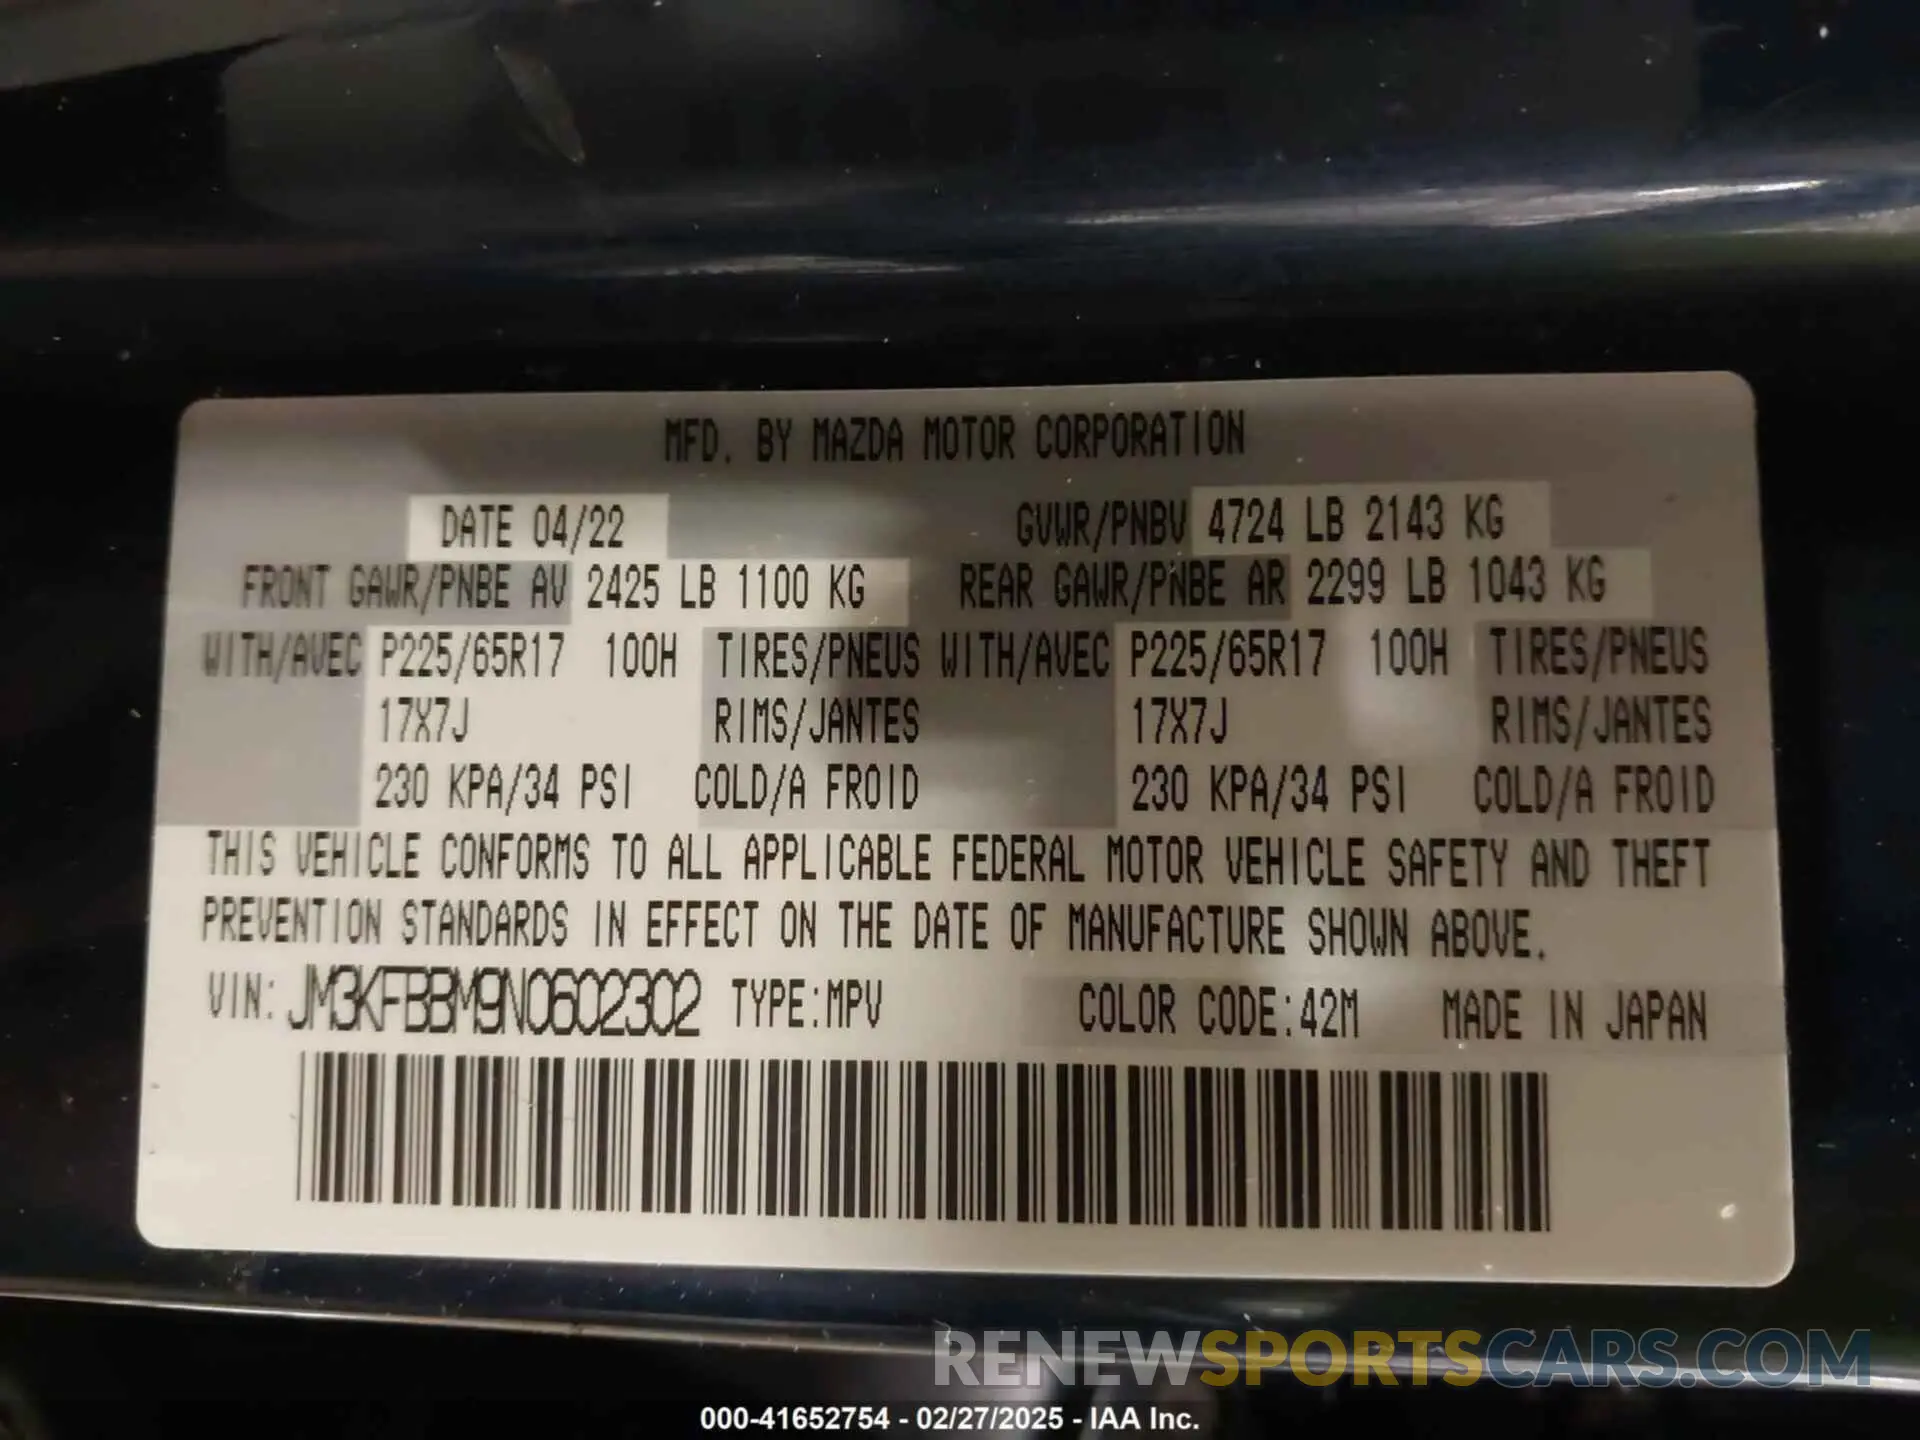 MFD. BY MAZDA MOTOR CORPORATION
DATE 04/22 GVWR/PNBV 4724 LB 2143 KG
FRONT GAWR/PNBE AV 2425 LB 1100 KG REAR GAWR/PNBE AR 2299 LB 1043 KG
WITH/AVEC P225/65R17 100H TIRES/PNEUS WITH/AVEC P225/65R17 100H TIRES/PNEUS
17X7J RIMS/JANTES 17X7J RIMS/JANTES
230 KPA/34 PSI COLD/A FROID 230 KPA/34 PSI COLD/A FROID
THIS VEHICLE CONFORMS TO ALL APPLICABLE FEDERAL MOTOR VEHICLE SAFETY AND THEFT
PREVENTION STANDARDS IN EFFECT ON THE DATE OF MANUFACTURE SHOWN ABOVE.
VIN: JM3KFBBM9N0602302 TYPE:MPV COLOR CODE:42M MADE IN JAPAN
RENEWSPORTSCARS.COM
000-41652754 - 02/27/2025 - IAA Inc.